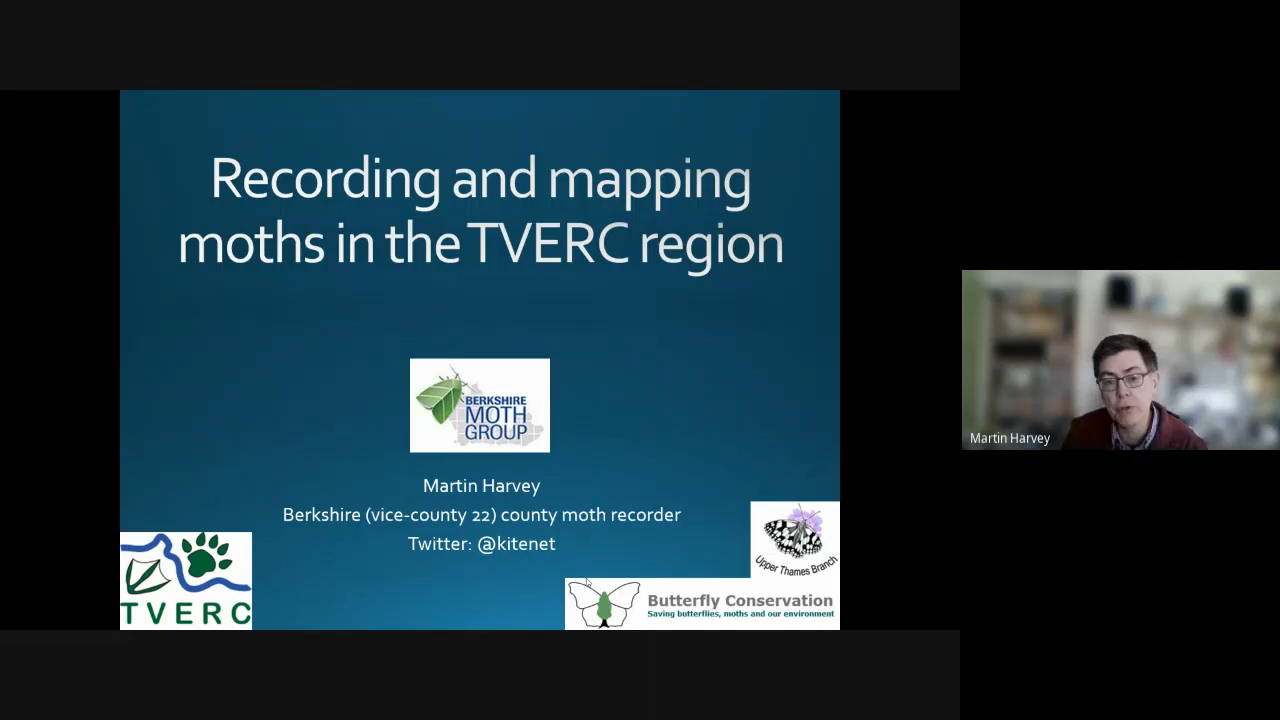 Recording and mapping
moths in the TVERC region
BERKSHIRE
MOTH
GROUP
Martin Harvey
Berkshire (vice-county 22) county moth recorder
Twitter: @kitenet
TVERC
Upper Thames Branch
Butterfly Conservation
Saving butterflies, moths and our environment
Martin Harvey